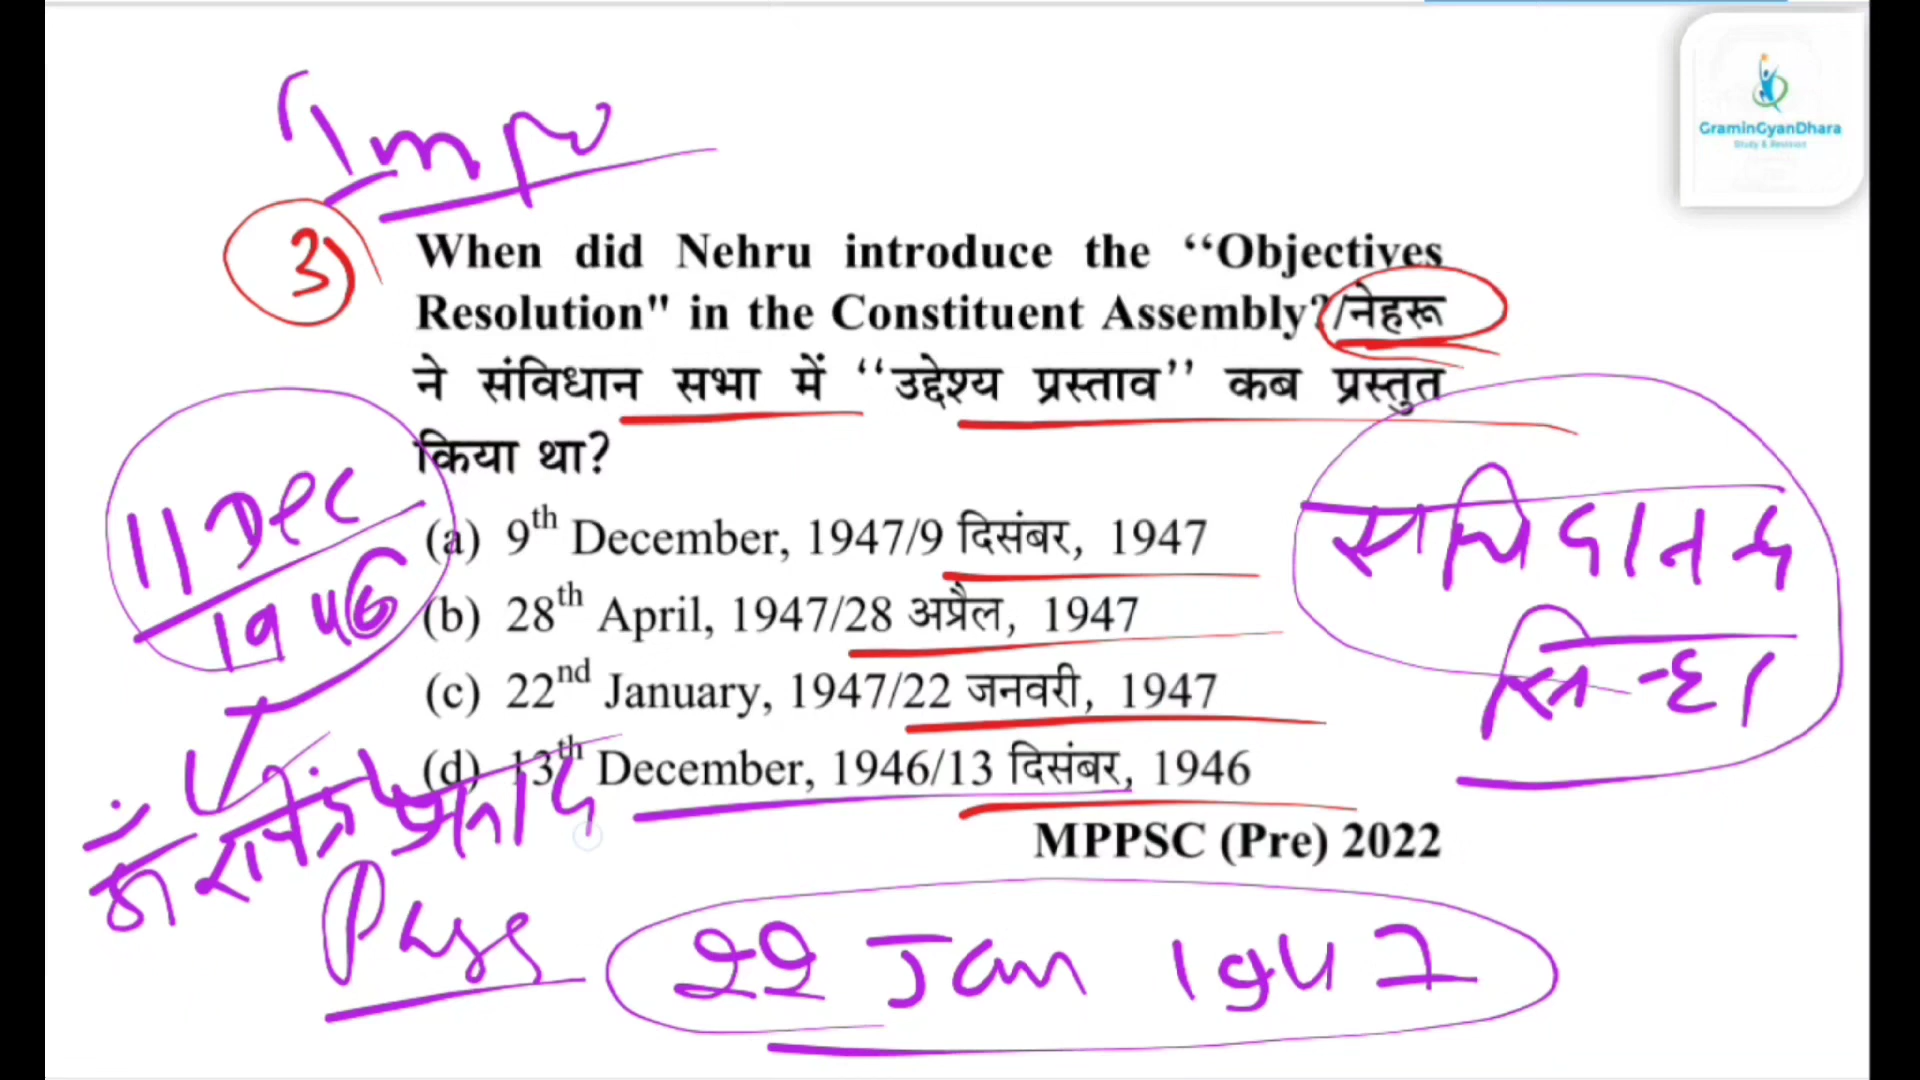 Imp
GraminGyanDhara
Study & Revision
3)
When did Nehru introduce the ‘‘Objectives
Resolution" in the Constituent Assembly?/नेहरू
ने संविधान सभा में ‘‘उद्देश्य प्रस्ताव’’ कब प्रस्तुत
किया था?
11 Dec
1946
(a) 9th December, 1947/9 दिसंबर, 1947
(b) 28th April, 1947/28 अप्रैल, 1947
(c) 22nd January, 1947/22 जनवरी, 1947
(d) 13th December, 1946/13 दिसंबर, 1946
MPPSC (Pre) 2022
Pass
22 Jan 1947